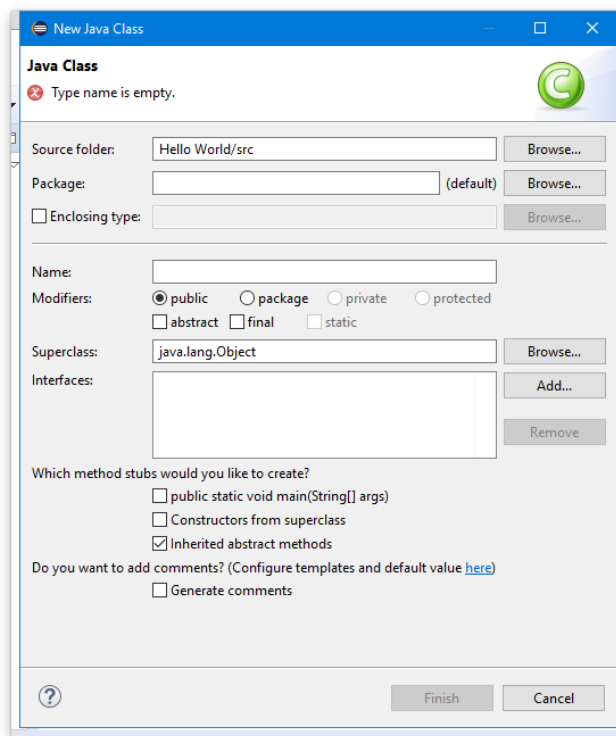 New Java Class
Java Class
Type name is empty.
C
Source folder: Hello World/src Browse...
Package: (default) Browse...
Enclosing type: Browse...
Name:
Modifiers: public package private protected
abstract final static
Superclass: java.lang.Object Browse...
Interfaces: Add...
Remove
Which method stubs would you like to create?
public static void main(String[] args)
Constructors from superclass
Inherited abstract methods
Do you want to add comments? (Configure templates and default value here)
Generate comments
? Finish Cancel